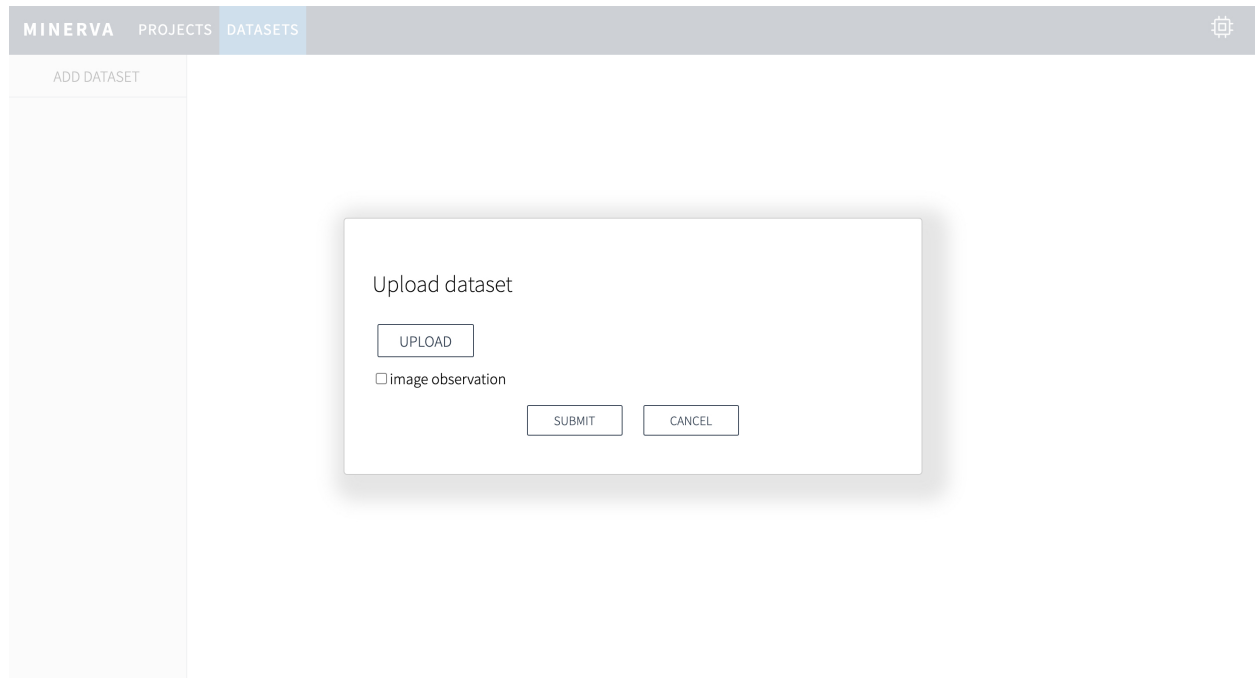 MINERVA PROJECTS DATASETS
ADD DATASET
Upload dataset
UPLOAD
image observation
SUBMIT CANCEL